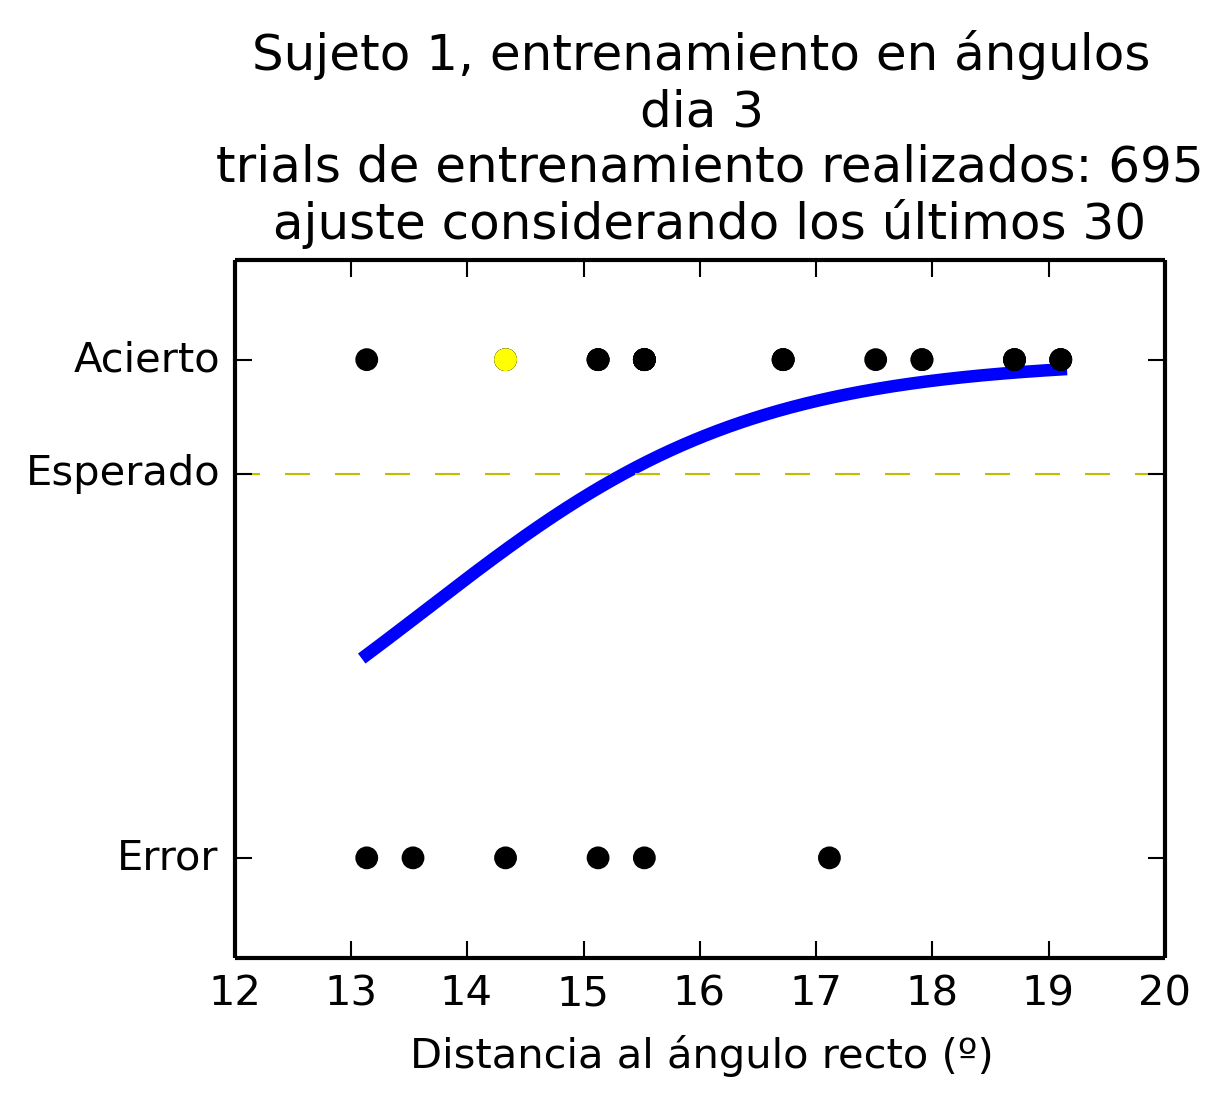 Sujeto 1, entrenamiento en ángulos
dia 3
trials de entrenamiento realizados: 695
ajuste considerando los últimos 30
Acierto
Esperado
Error
12 13 14 15 16 17 18 19 20
Distancia al ángulo recto (º)